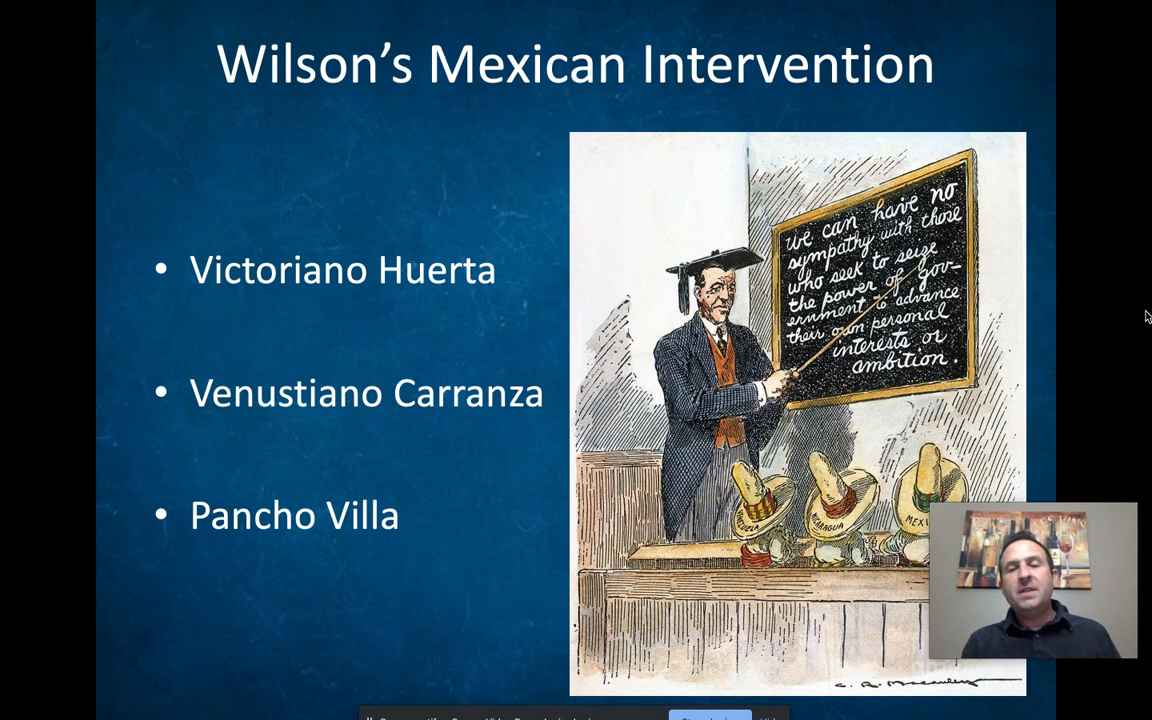 Wilson’s Mexican Intervention
• Victoriano Huerta
• Venustiano Carranza
• Pancho Villa
we can have no
sympathy with those
who seek to seize
the power of gov-
ernment to advance
their own personal
interests or
ambition.
NICARAGUA